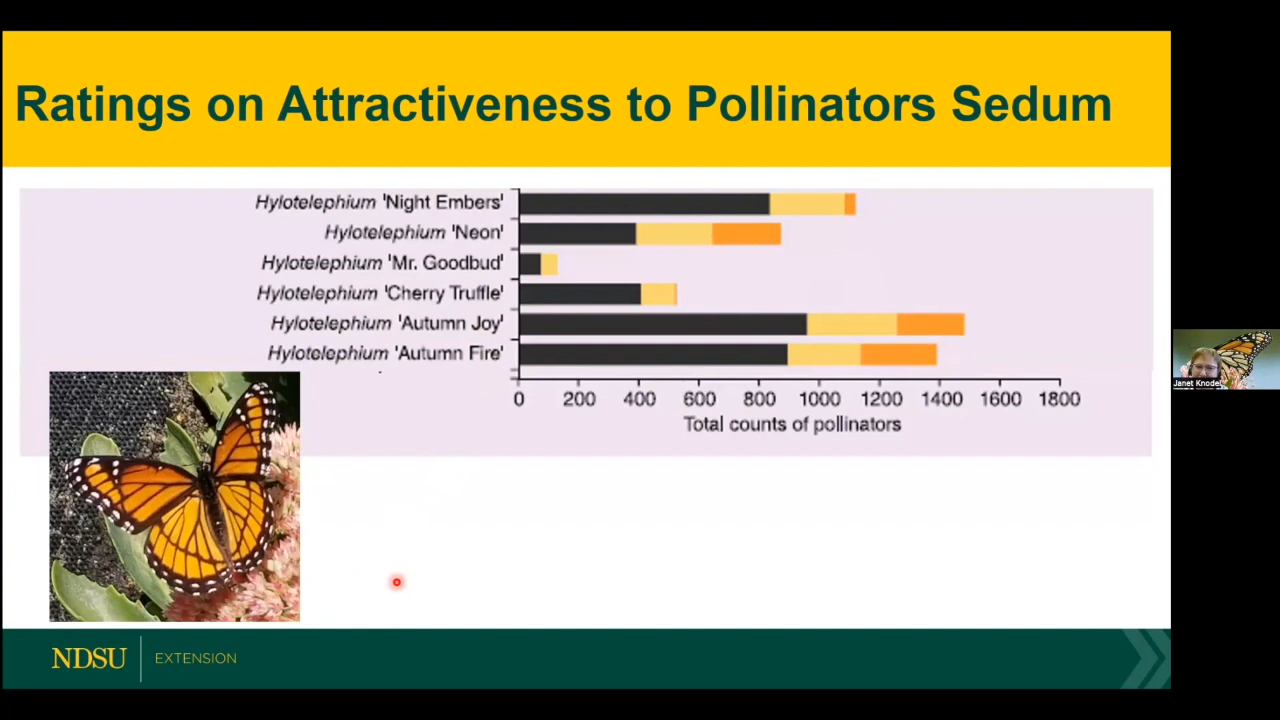 Ratings on Attractiveness to Pollinators Sedum
Hylotelephium 'Night Embers'
Hylotelephium 'Neon'
Hylotelephium 'Mr. Goodbud'
Hylotelephium 'Cherry Truffle'
Hylotelephium 'Autumn Joy'
Hylotelephium 'Autumn Fire'
0 200 400 600 800 1000 1200 1400 1600 1800
Total counts of pollinators
Janet Knodel
NDSU EXTENSION